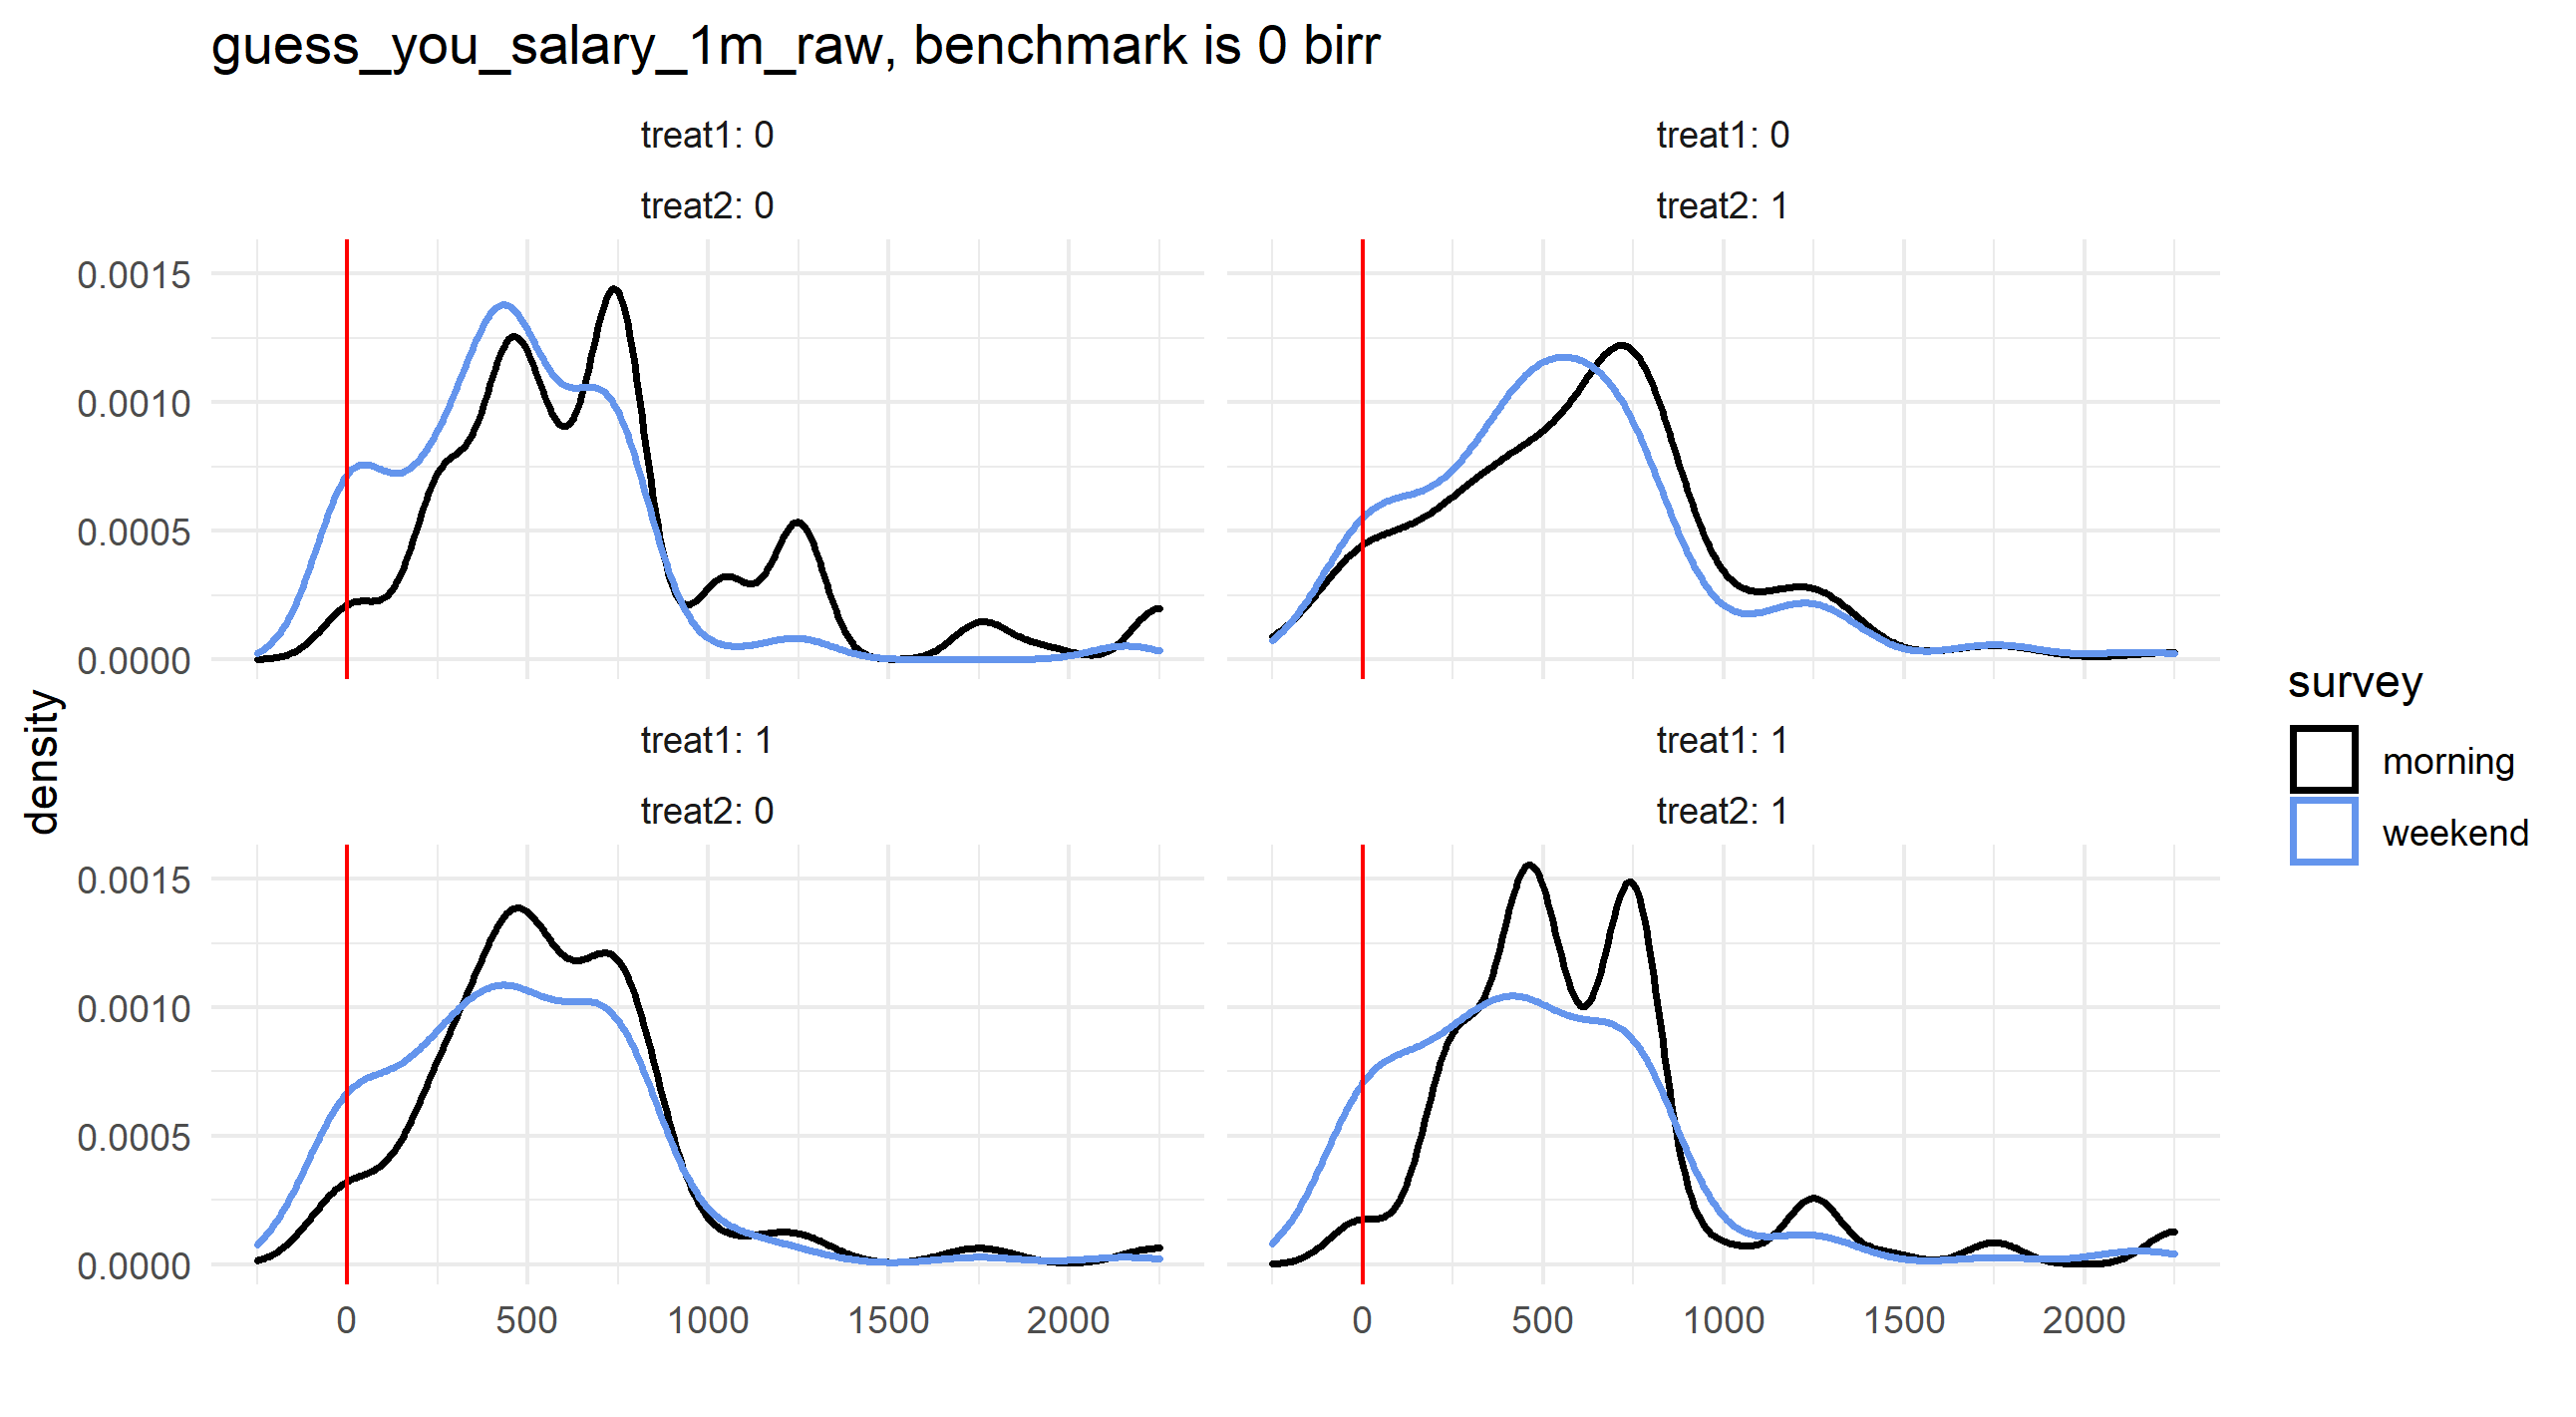 guess_you_salary_1m_raw, benchmark is 0 birr
treat1: 0
treat2: 0
treat1: 0
treat2: 1
0.0015
0.0010
0.0005
0.0000
density
treat1: 1
treat2: 0
treat1: 1
treat2: 1
0.0015
0.0010
0.0005
0.0000
0 500 1000 1500 2000
0 500 1000 1500 2000
survey
morning
weekend